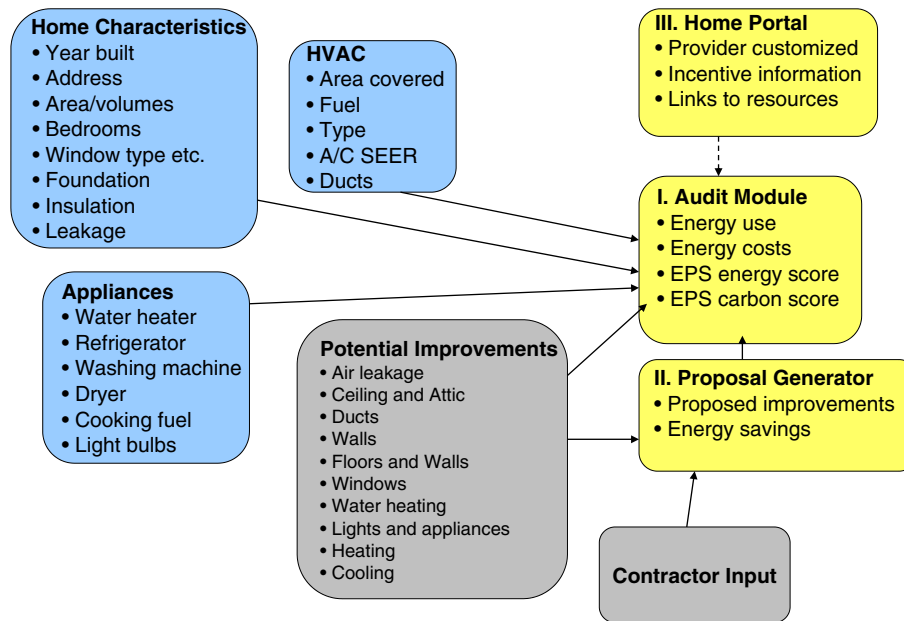 Home Characteristics
• Year built
• Address
• Area/volumes
• Bedrooms
• Window type etc.
• Foundation
• Insulation
• Leakage
HVAC
• Area covered
• Fuel
• Type
• A/C SEER
• Ducts
III. Home Portal
• Provider customized
• Incentive information
• Links to resources
I. Audit Module
• Energy use
• Energy costs
• EPS energy score
• EPS carbon score
Appliances
• Water heater
• Refrigerator
• Washing machine
• Dryer
• Cooking fuel
• Light bulbs
Potential Improvements
• Air leakage
• Ceiling and Attic
• Ducts
• Walls
• Floors and Walls
• Windows
• Water heating
• Lights and appliances
• Heating
• Cooling
II. Proposal Generator
• Proposed improvements
• Energy savings
Contractor Input